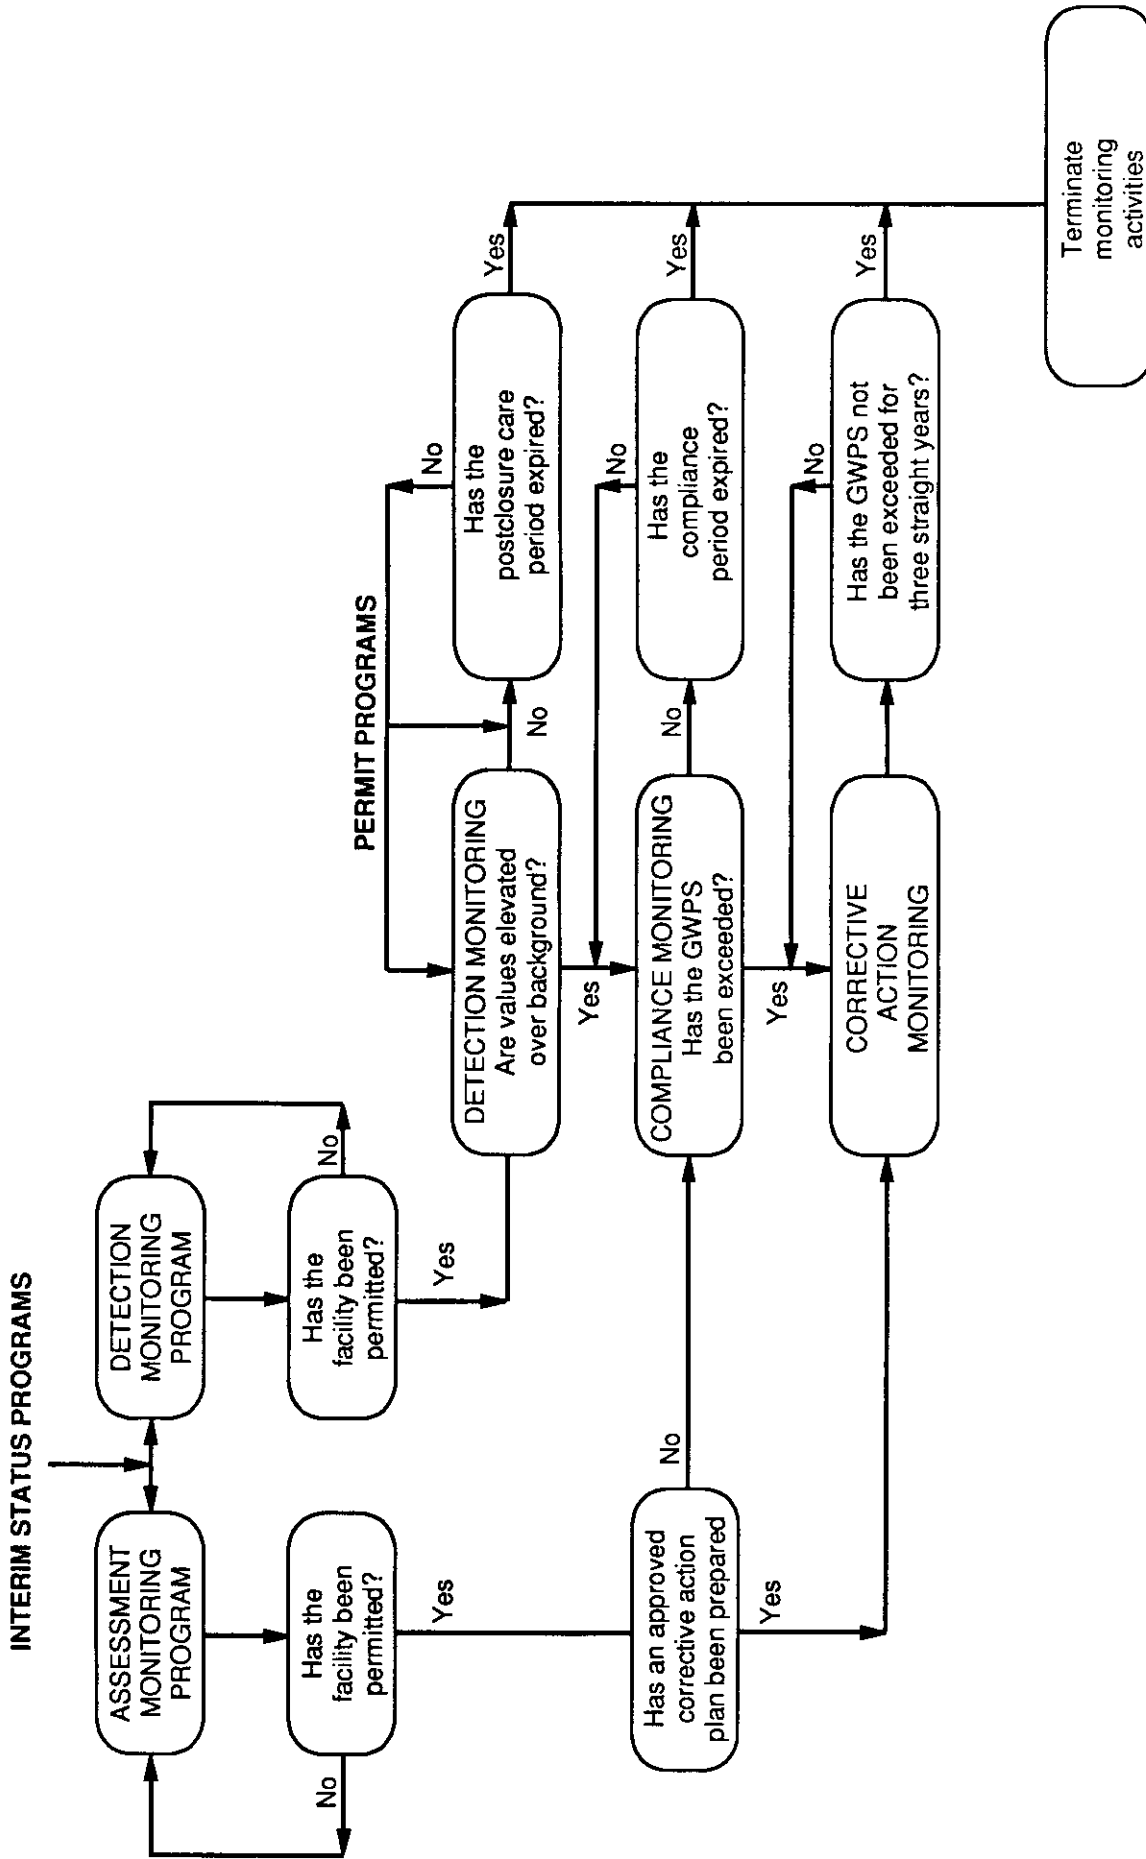 INTERIM STATUS PROGRAMS
ASSESSMENT
MONITORING
PROGRAM
DETECTION
MONITORING
PROGRAM
Has the
facility been
permitted?
No
Yes
Has the
facility been
permitted?
No
Yes
PERMIT PROGRAMS
Has an approved
corrective action
plan been prepared
No
Yes
DETECTION MONITORING
Are values elevated
over background?
No
Yes
Has the
postclosure care
period expired?
No
Yes
COMPLIANCE MONITORING
Has the GWPS
been exceeded?
No
Yes
Has the
compliance
period expired?
No
Yes
CORRECTIVE
ACTION
MONITORING
Has the GWPS not
been exceeded for
three straight years?
No
Yes
Terminate
monitoring
activities